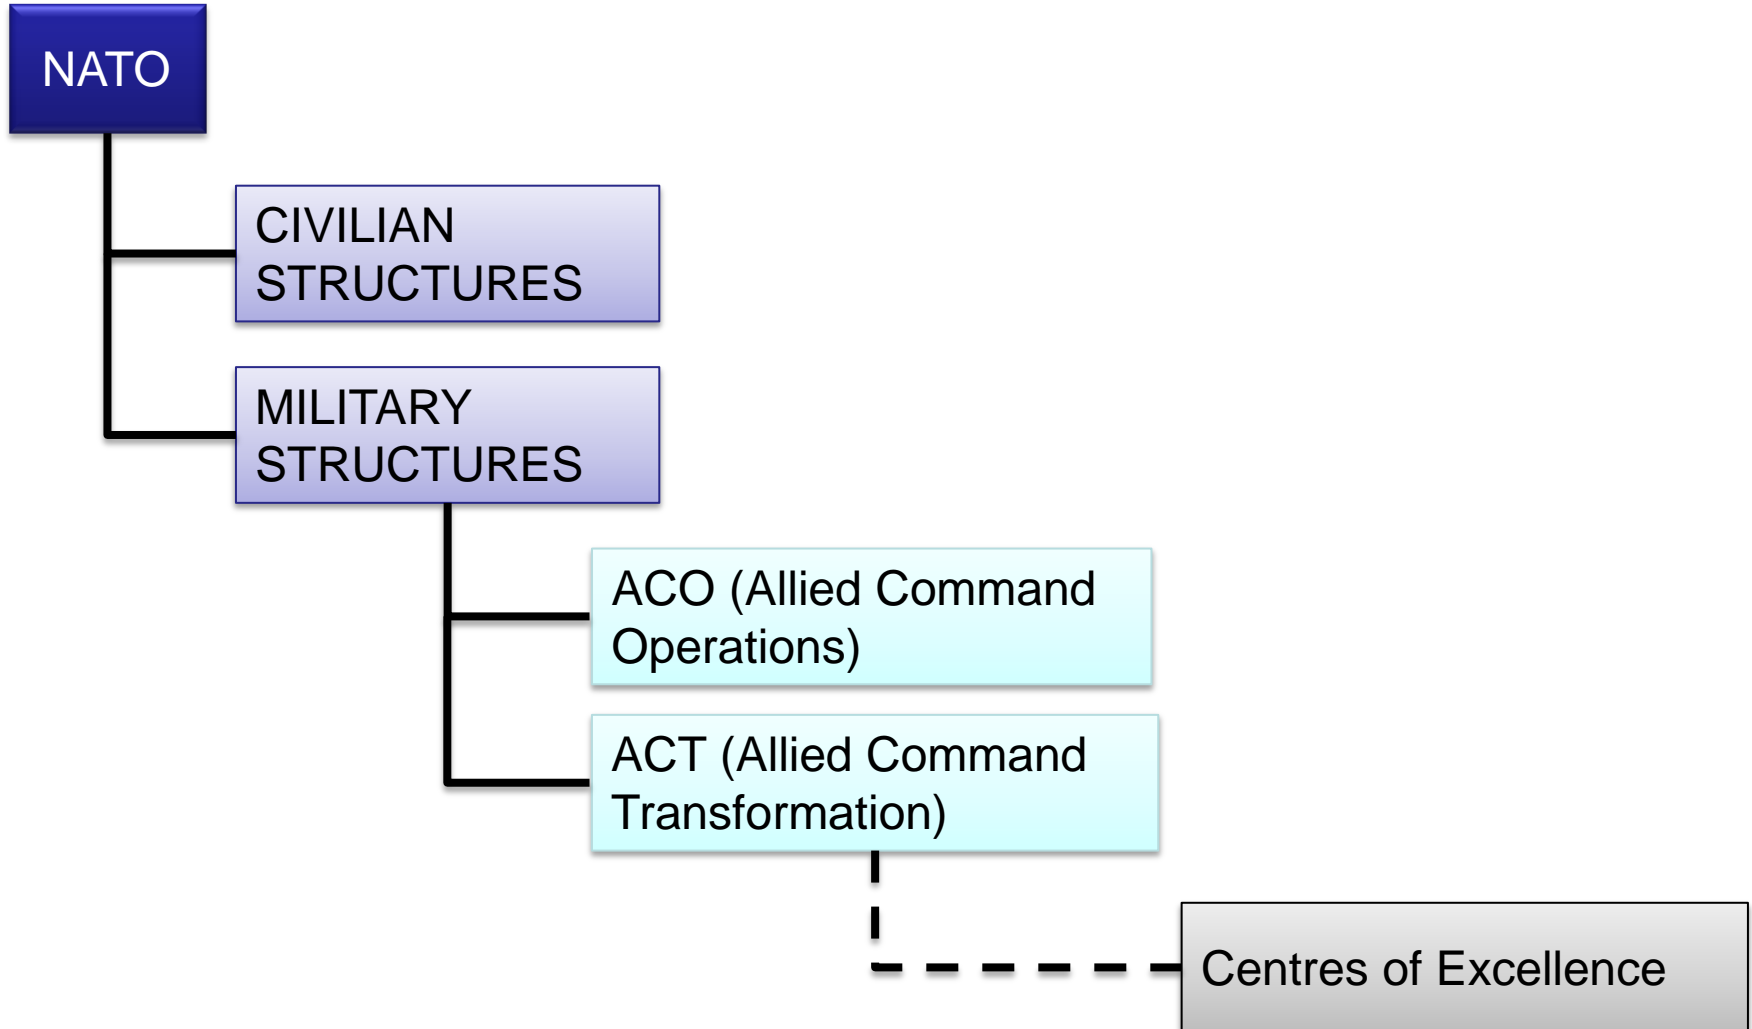 NATO
CIVILIAN
STRUCTURES
MILITARY
STRUCTURES
ACO (Allied Command
Operations)
ACT (Allied Command
Transformation)
Centres of Excellence